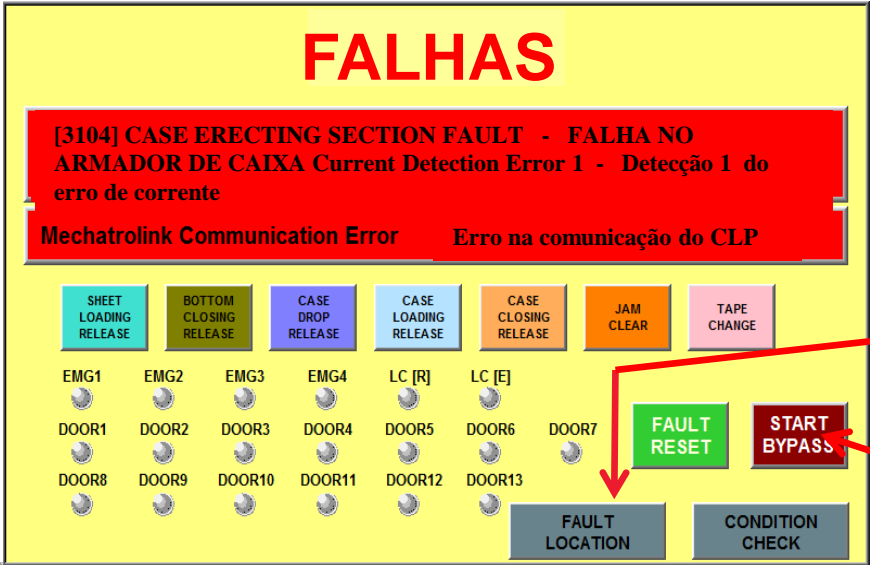 FALHAS
[3104] CASE ERECTING SECTION FAULT - FALHA NO
ARMADOR DE CAIXA Current Detection Error 1 - Detecção 1 do
erro de corrente
Mechatrolink Communication Error Erro na comunicação do CLP
SHEET
LOADING
RELEASE
BOTTOM
CLOSING
RELEASE
CASE
DROP
RELEASE
CASE
LOADING
RELEASE
CASE
CLOSING
RELEASE
JAM
CLEAR
TAPE
CHANGE
EMG1 EMG2 EMG3 EMG4 LC [R] LC [E]
DOOR1 DOOR2 DOOR3 DOOR4 DOOR5 DOOR6 DOOR7
DOOR8 DOOR9 DOOR10 DOOR11 DOOR12 DOOR13
FAULT
RESET
START
BYPASS
FAULT
LOCATION
CONDITION
CHECK